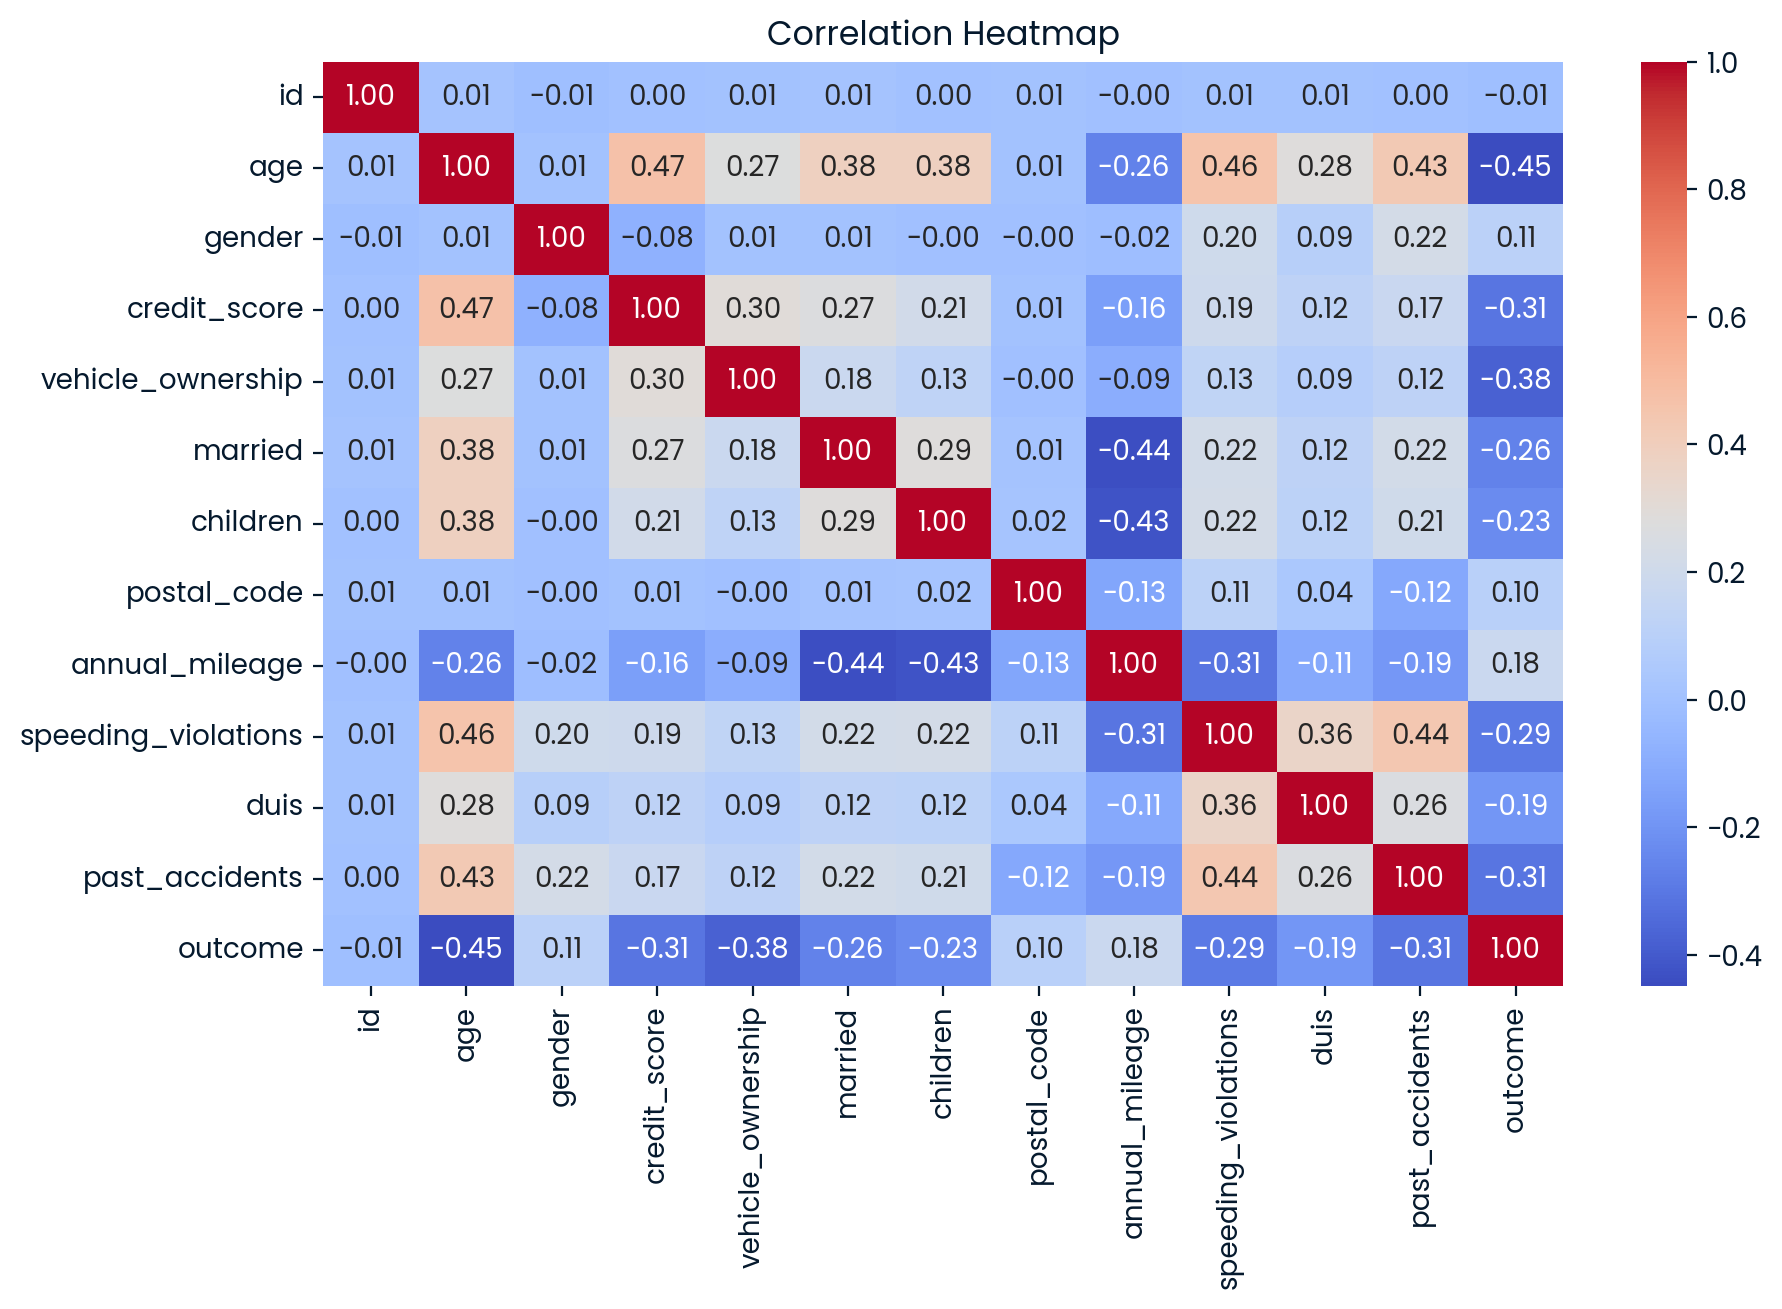 Correlation Heatmap
id 1.00 0.01 −0.01 0.00 0.01 0.01 0.00 0.01 −0.00 0.01 0.01 0.00 −0.01
age 0.01 1.00 0.01 0.47 0.27 0.38 0.38 0.01 −0.26 0.46 0.28 0.43 −0.45
gender −0.01 0.01 1.00 −0.08 0.01 0.01 −0.00 −0.00 −0.02 0.20 0.09 0.22 0.11
credit_score 0.00 0.47 −0.08 1.00 0.30 0.27 0.21 0.01 −0.16 0.19 0.12 0.17 −0.31
vehicle_ownership 0.01 0.27 0.01 0.30 1.00 0.18 0.13 −0.00 −0.09 0.13 0.09 0.12 −0.38
married 0.01 0.38 0.01 0.27 0.18 1.00 0.29 0.01 −0.44 0.22 0.12 0.22 −0.26
children 0.00 0.38 −0.00 0.21 0.13 0.29 1.00 0.02 −0.43 0.22 0.12 0.21 −0.23
postal_code 0.01 0.01 −0.00 0.01 −0.00 0.01 0.02 1.00 −0.13 0.11 0.04 −0.12 0.10
annual_mileage −0.00 −0.26 −0.02 −0.16 −0.09 −0.44 −0.43 −0.13 1.00 −0.31 −0.11 −0.19 0.18
speeding_violations 0.01 0.46 0.20 0.19 0.13 0.22 0.22 0.11 −0.31 1.00 0.36 0.44 −0.29
duis 0.01 0.28 0.09 0.12 0.09 0.12 0.12 0.04 −0.11 0.36 1.00 0.26 −0.19
past_accidents 0.00 0.43 0.22 0.17 0.12 0.22 0.21 −0.12 −0.19 0.44 0.26 1.00 −0.31
outcome −0.01 −0.45 0.11 −0.31 −0.38 −0.26 −0.23 0.10 0.18 −0.29 −0.19 −0.31 1.00
id age gender credit_score vehicle_ownership married children postal_code annual_mileage speeding_violations duis past_accidents outcome
1.0
0.8
0.6
0.4
0.2
0.0
−0.2
−0.4